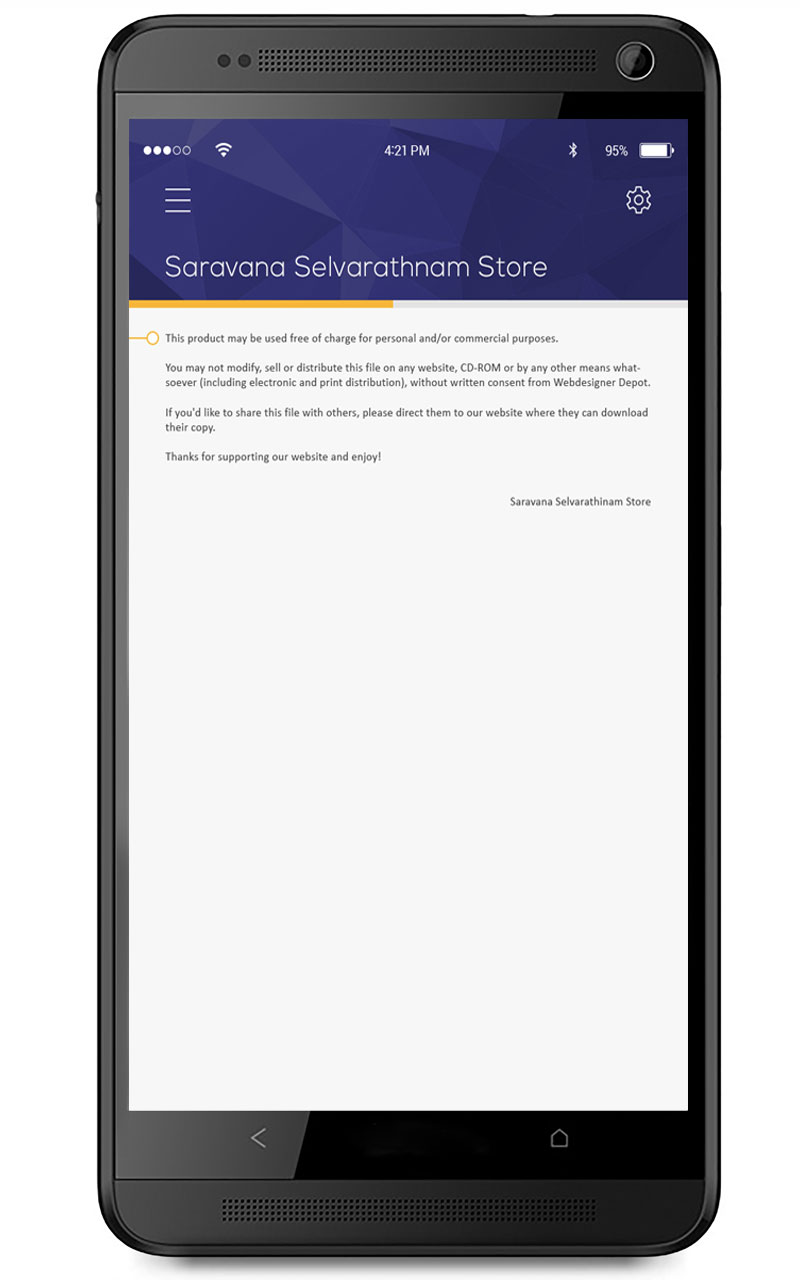 4:21 PM
95%
Saravana Selvarathnam Store
This product may be used free of charge for personal and/or commercial purposes.
You may not modify, sell or distribute this file on any website, CD-ROM or by any other means what-
soever (including electronic and print distribution), without written consent from Webdesigner Depot.
If you'd like to share this file with others, please direct them to our website where they can download
their copy.
Thanks for supporting our website and enjoy!
Saravana Selvarathinam Store